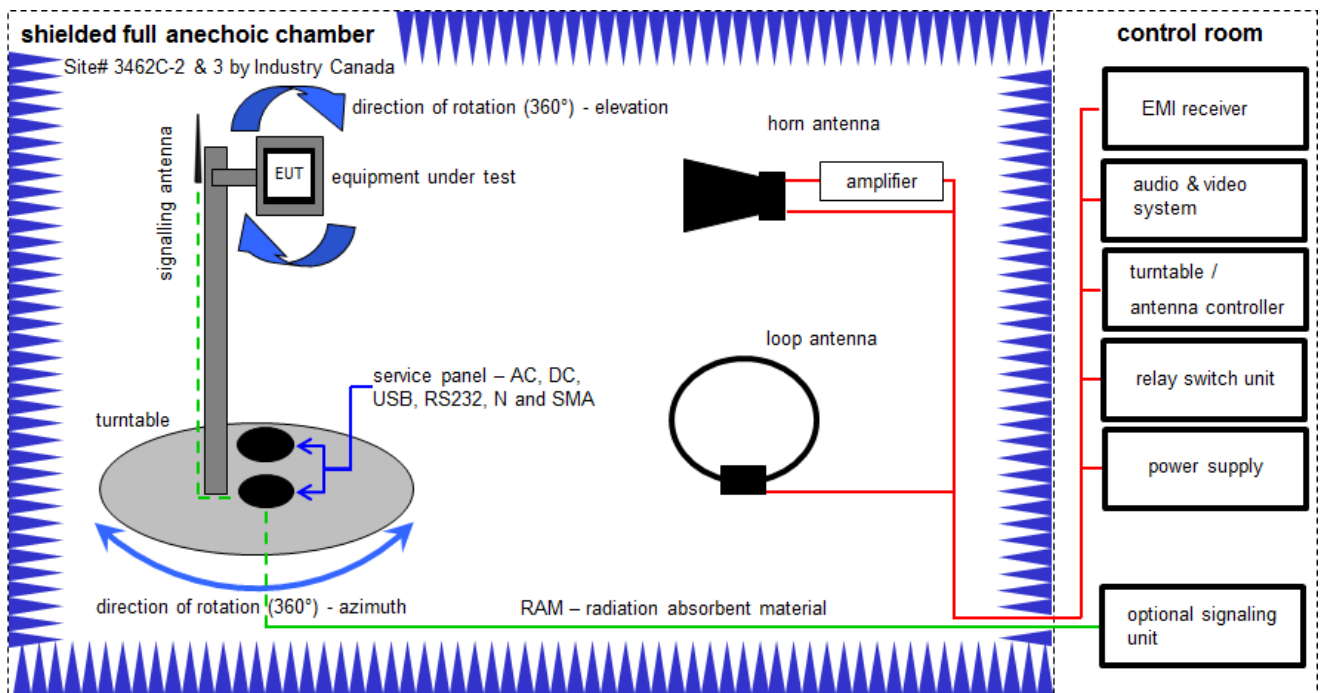 shielded full anechoic chamber
Site# 3462C-2 & 3 by Industry Canada
direction of rotation (360°) - elevation
signalling antenna
EUT
equipment under test
horn antenna
amplifier
loop antenna
service panel – AC, DC,
USB, RS232, N and SMA
turntable
direction of rotation (360°) - azimuth
RAM – radiation absorbent material
control room
EMI receiver
audio & video
system
turntable /
antenna controller
relay switch unit
power supply
optional signaling
unit